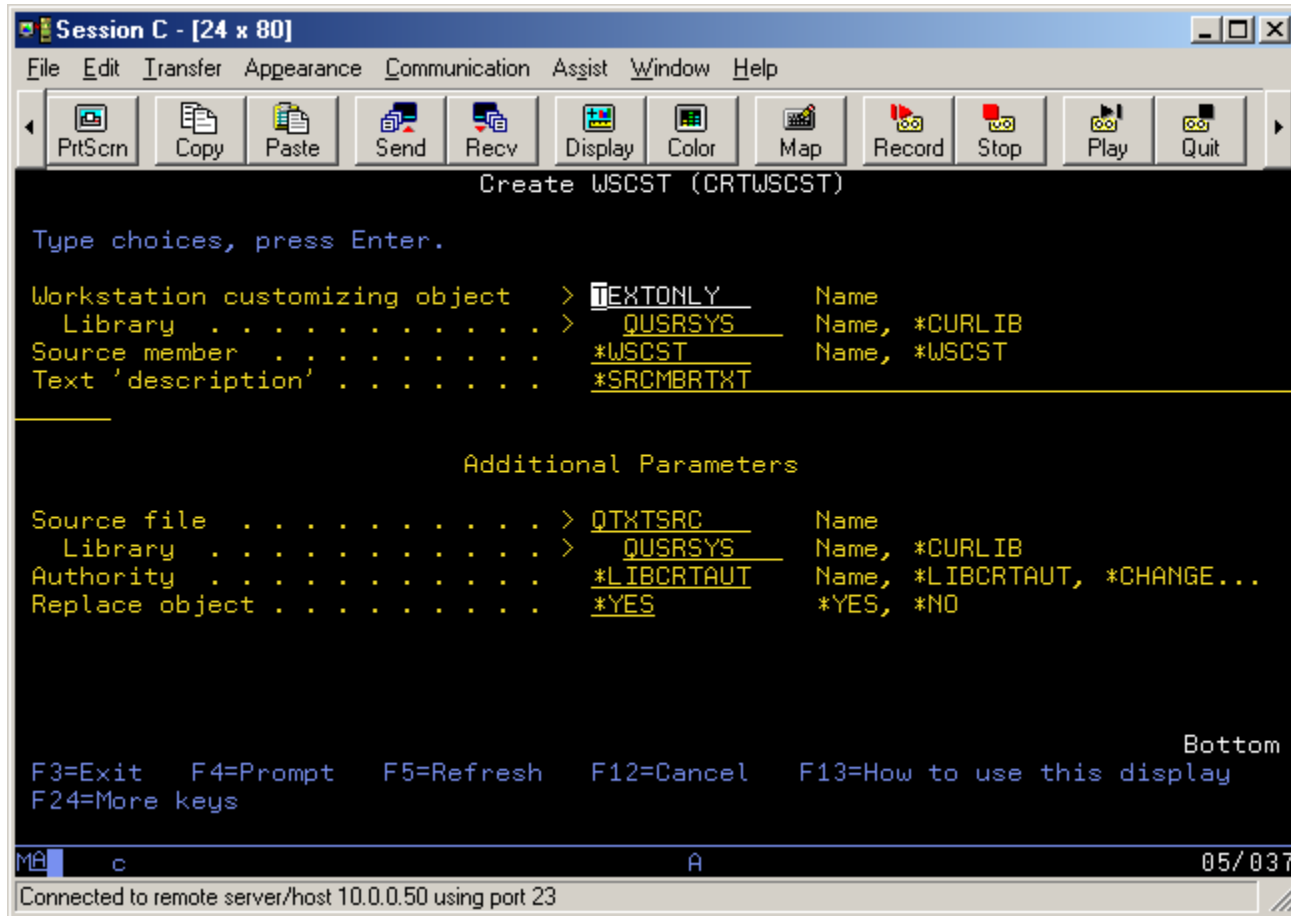 Session C - [24 x 80]
File Edit Transfer Appearance Communication Assist Window Help
PrtScrn Copy Paste Send Recv Display Color Map Record Stop Play Quit
Create WSCST (CRTWSCST)
Type choices, press Enter.
Workstation customizing object > TEXTONLY Name
Library . . . . . . . . . . . > QUSRSYS Name, *CURLIB
Source member . . . . . . . . . *WSCST Name, *WSCST
Text 'description' . . . . . . . *SRCMBRTXT
Additional Parameters
Source file . . . . . . . . . . > QTXTSRC Name
Library . . . . . . . . . . . > QUSRSYS Name, *CURLIB
Authority . . . . . . . . . . . *LIBCRTAUT Name, *LIBCRTAUT, *CHANGE...
Replace object . . . . . . . . . *YES *YES, *NO
Bottom
F3=Exit F4=Prompt F5=Refresh F12=Cancel F13=How to use this display
F24=More keys
MA c A 05/037
Connected to remote server/host 10.0.0.50 using port 23